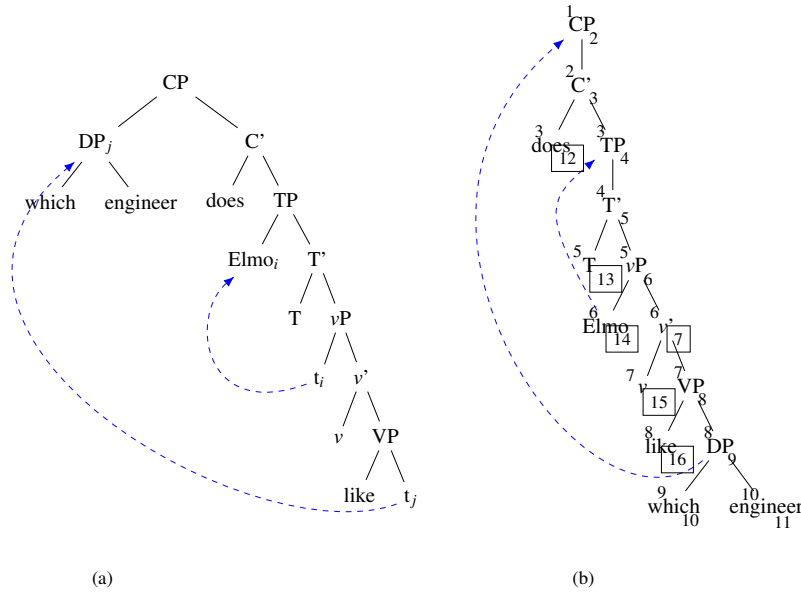 1 CP 2
CP
2 C' 3
DPj C'
3 does 12 3 TP 4
which engineer does TP
4 T' 5
Elmoi T'
5 T 13 5 vP 6
T vP
6 Elmo 14 6 v' 7
ti v'
7 v 15 7 VP 8
v VP
8 like 16 8 DP 9
like tj
9 which 10 10 engineer 11
(a) (b)